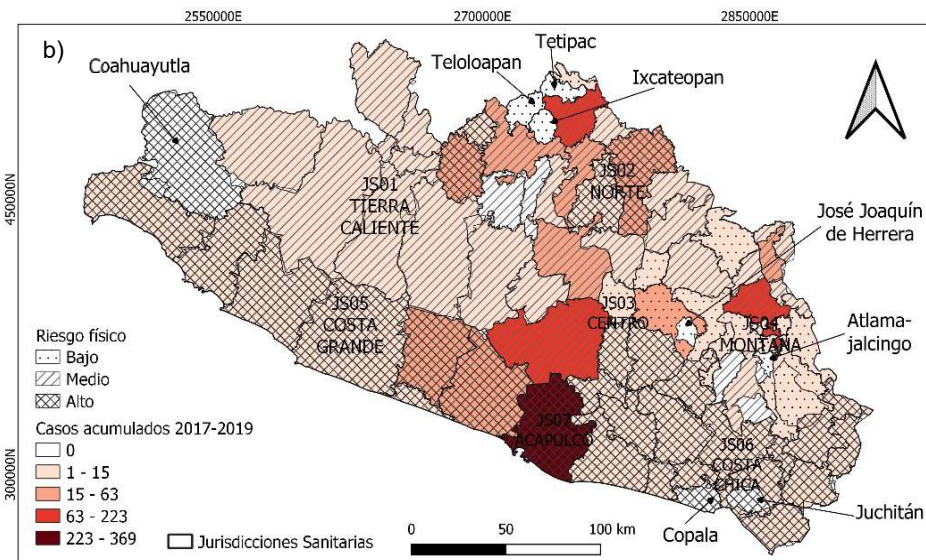 2550000E 2700000E 2850000E
b)
Tetipac
Teloloapan
Coahuayutla
Ixcateopan
450000N
300000N
JS01
TIERRA
CALIENTE
JS02
NORTE
José Joaquín
de Herrera
JS05
COSTA
GRANDE
JS03
CENTRO
JS04
MONTAÑA
Atlama-
jalcingo
JS07
ACAPULCO
JS06
COSTA
CHICA
Copala
Juchitán
Riesgo físico
Bajo
Medio
Alto
Casos acumulados 2017-2019
0
1 - 15
15 - 63
63 - 223
223 - 369
Jurisdicciones Sanitarias
0 50 100 km